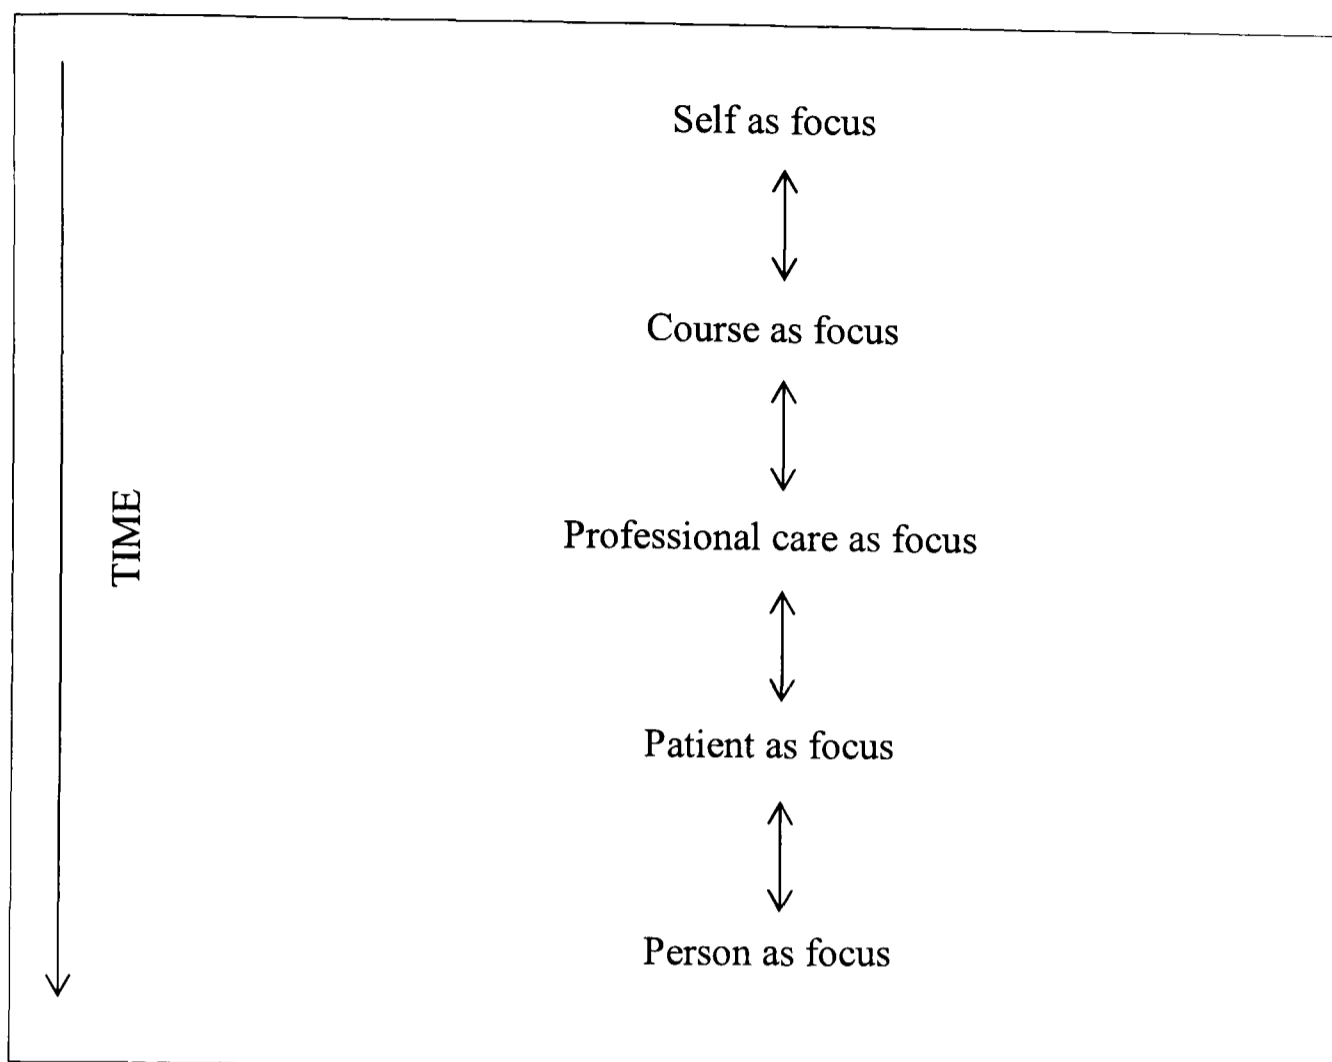 Self as focus
Course as focus
TIME
Professional care as focus
Patient as focus
Person as focus